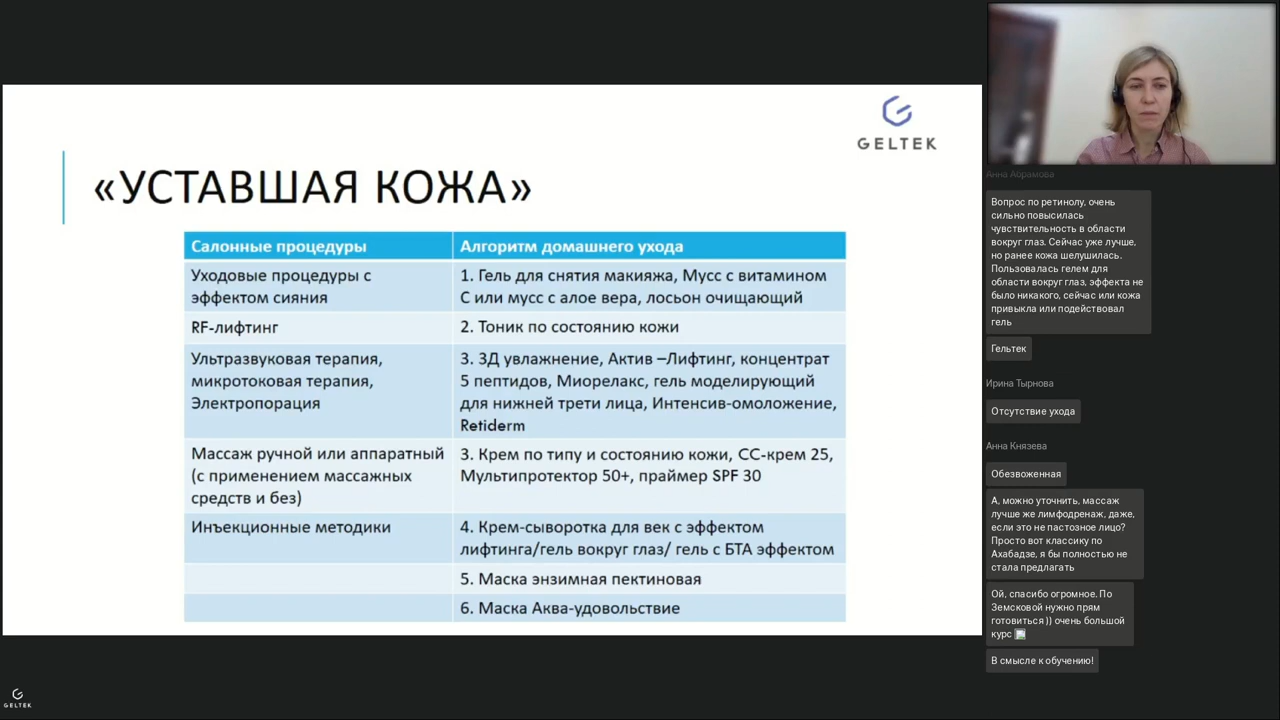 GELTEK
«УСТАВШАЯ КОЖА»
Салонные процедуры
Алгоритм домашнего ухода
Уходовые процедуры с
эффектом сияния
1. Гель для снятия макияжа, Мусс с витамином
С или мусс с алое вера, лосьон очищающий
RF-лифтинг
2. Тоник по состоянию кожи
Ультразвуковая терапия,
микротоковая терапия,
Электропорация
3. 3Д увлажнение, Актив –Лифтинг, концентрат
5 пептидов, Миорелакс, гель моделирующий
для нижней трети лица, Интенсив-омоложение,
Retiderm
Массаж ручной или аппаратный
(с применением массажных
средств и без)
3. Крем по типу и состоянию кожи, СС-крем 25,
Мультипротектор 50+, праймер SPF 30
Инъекционные методики
4. Крем-сыворотка для век с эффектом
лифтинга/гель вокруг глаз/ гель с БТА эффектом
5. Маска энзимная пектиновая
6. Маска Аква-удовольствие
GELTEK
Анна Абрамова
Вопрос по ретинолу, очень
сильно повысилась
чувствительность в области
вокруг глаз. Сейчас уже лучше,
но ранее кожа шелушилась.
Пользовалась гелем для
области вокруг глаз, эффекта не
было никакого, сейчас или кожа
привыкла или подействовал
гель
Гельтек
Ирина Тырнова
Отсутствие ухода
Анна Князева
Обезвоженная
А, можно уточнить, массаж
лучше же лимфодренаж, даже,
если это не пастозное лицо?
Просто вот классику по
Ахабадзе, я бы полностью не
стала предлагать
Ой, спасибо огромное. По
Земсковой нужно прям
готовиться )) очень большой
курс
В смысле к обучению!